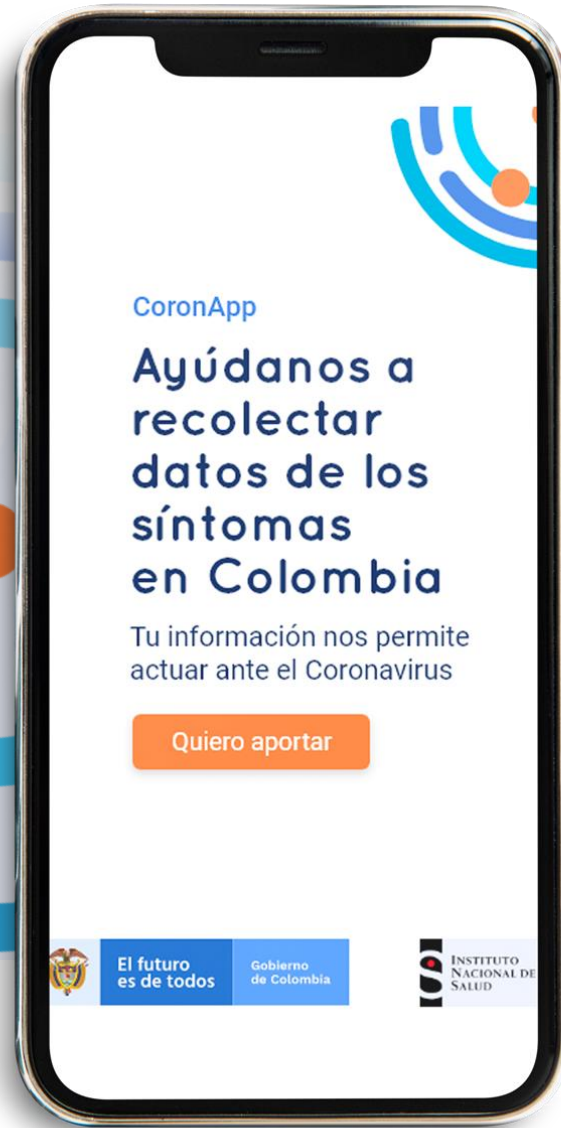 CoronApp
Ayúdanos a
recolectar
datos de los
síntomas
en Colombia
Tu información nos permite
actuar ante el Coronavirus
Quiero aportar
El futuro
es de todos
Gobierno
de Colombia
INSTITUTO
NACIONAL DE
SALUD